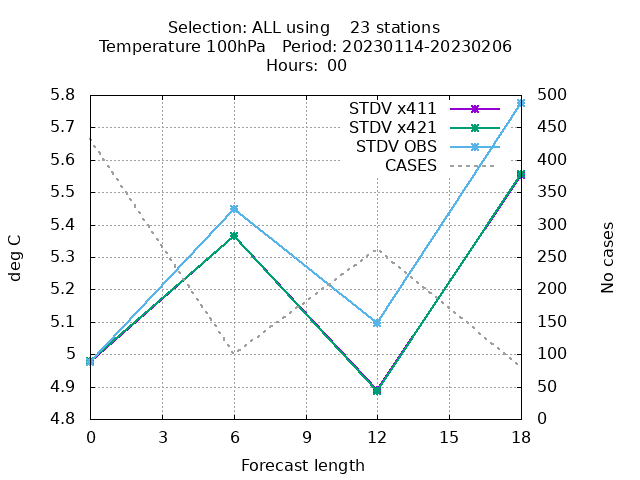 Selection: ALL using 23 stations
Temperature 100hPa Period: 20230114-20230206
Hours: 00
STDV x411
STDV x421
STDV OBS
CASES
5.8
5.7
5.6
5.5
5.4
5.3
5.2
5.1
5
4.9
4.8
deg C
500
450
400
350
300
250
200
150
100
50
0
No cases
0 3 6 9 12 15 18
Forecast length